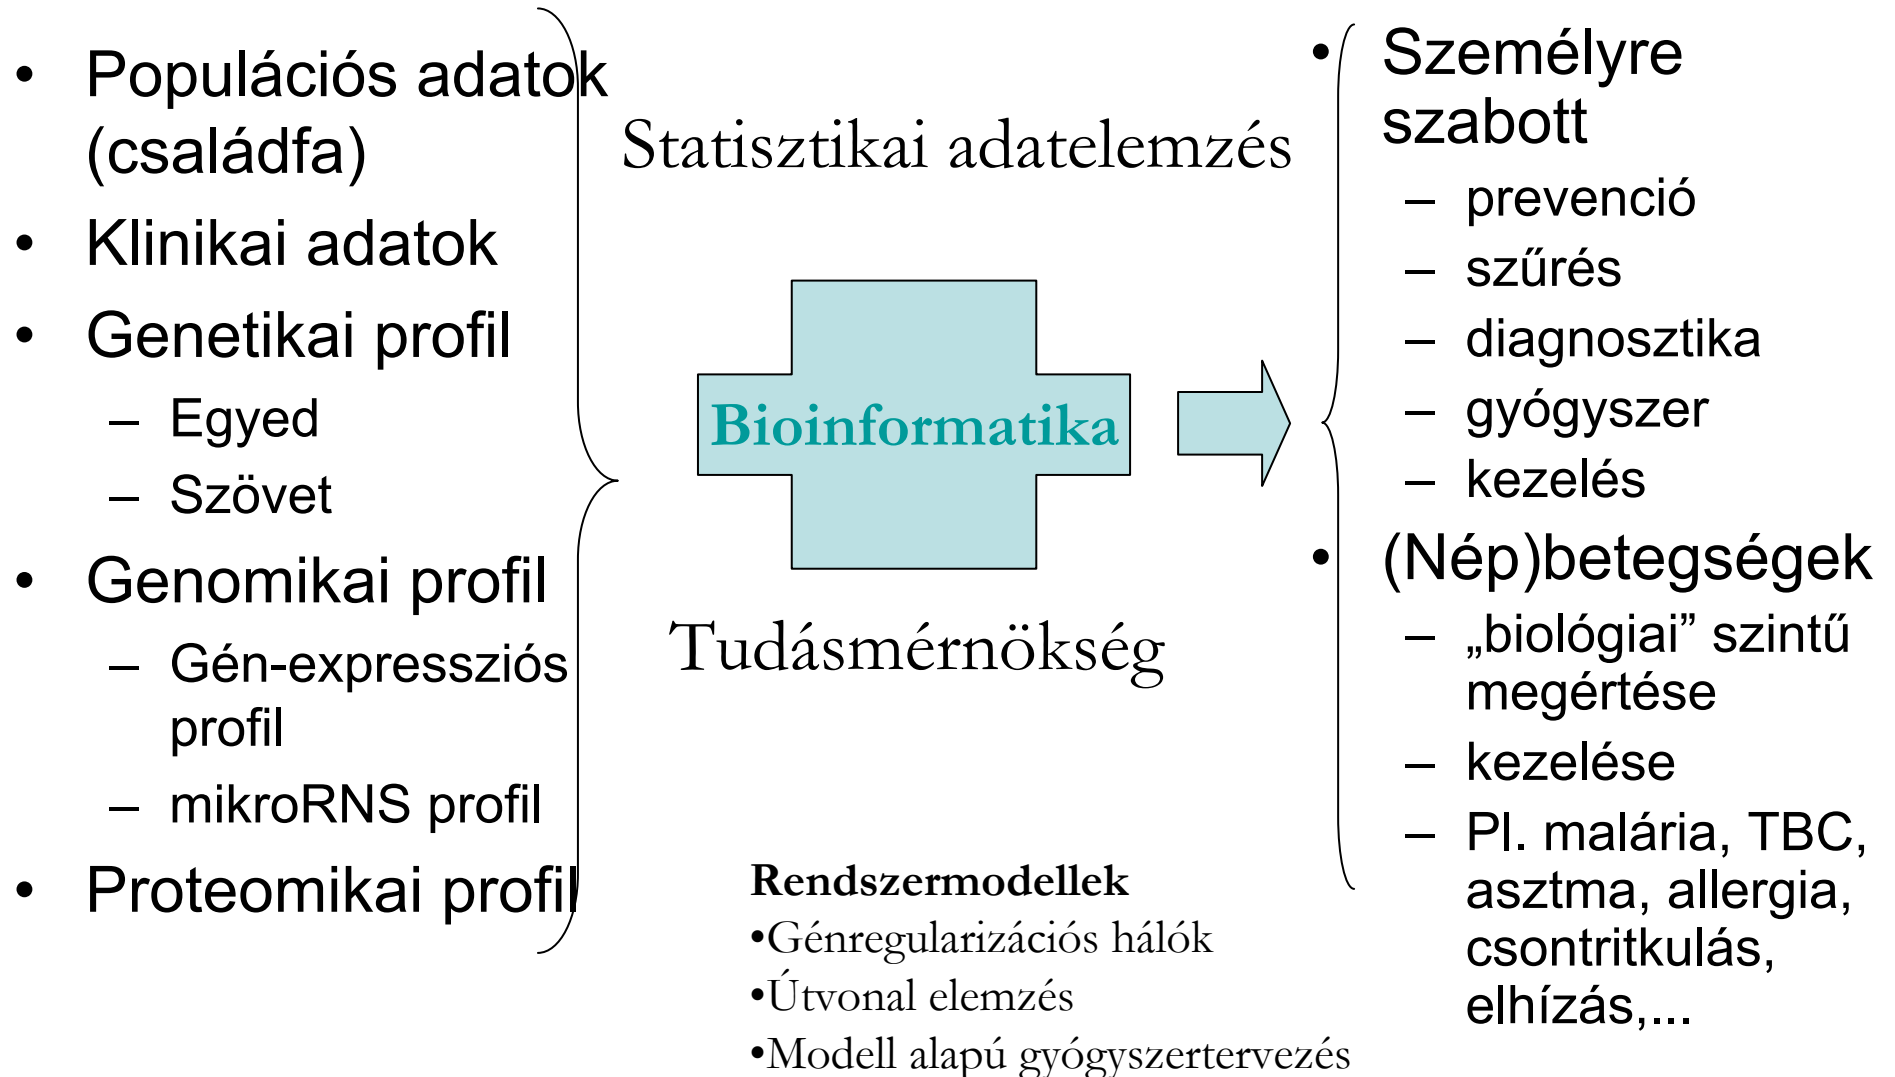 • Populációs adatok
(családfa)
• Klinikai adatok
• Genetikai profil
– Egyed
– Szövet
• Genomikai profil
– Gén-expressziós
profil
– mikroRNS profil
• Proteomikai profil
Statisztikai adatelemzés
Bioinformatika
Tudásmérnökség
Rendszermodellek
•Génregularizációs hálók
•Útvonal elemzés
•Modell alapú gyógyszertervezés
• Személyre
szabott
– prevenció
– szűrés
– diagnosztika
– gyógyszer
– kezelés
• (Nép)betegségek
– „biológiai” szintű
megértése
– kezelése
– Pl. malária, TBC,
asztma, allergia,
csontritkulás,
elhízás,...